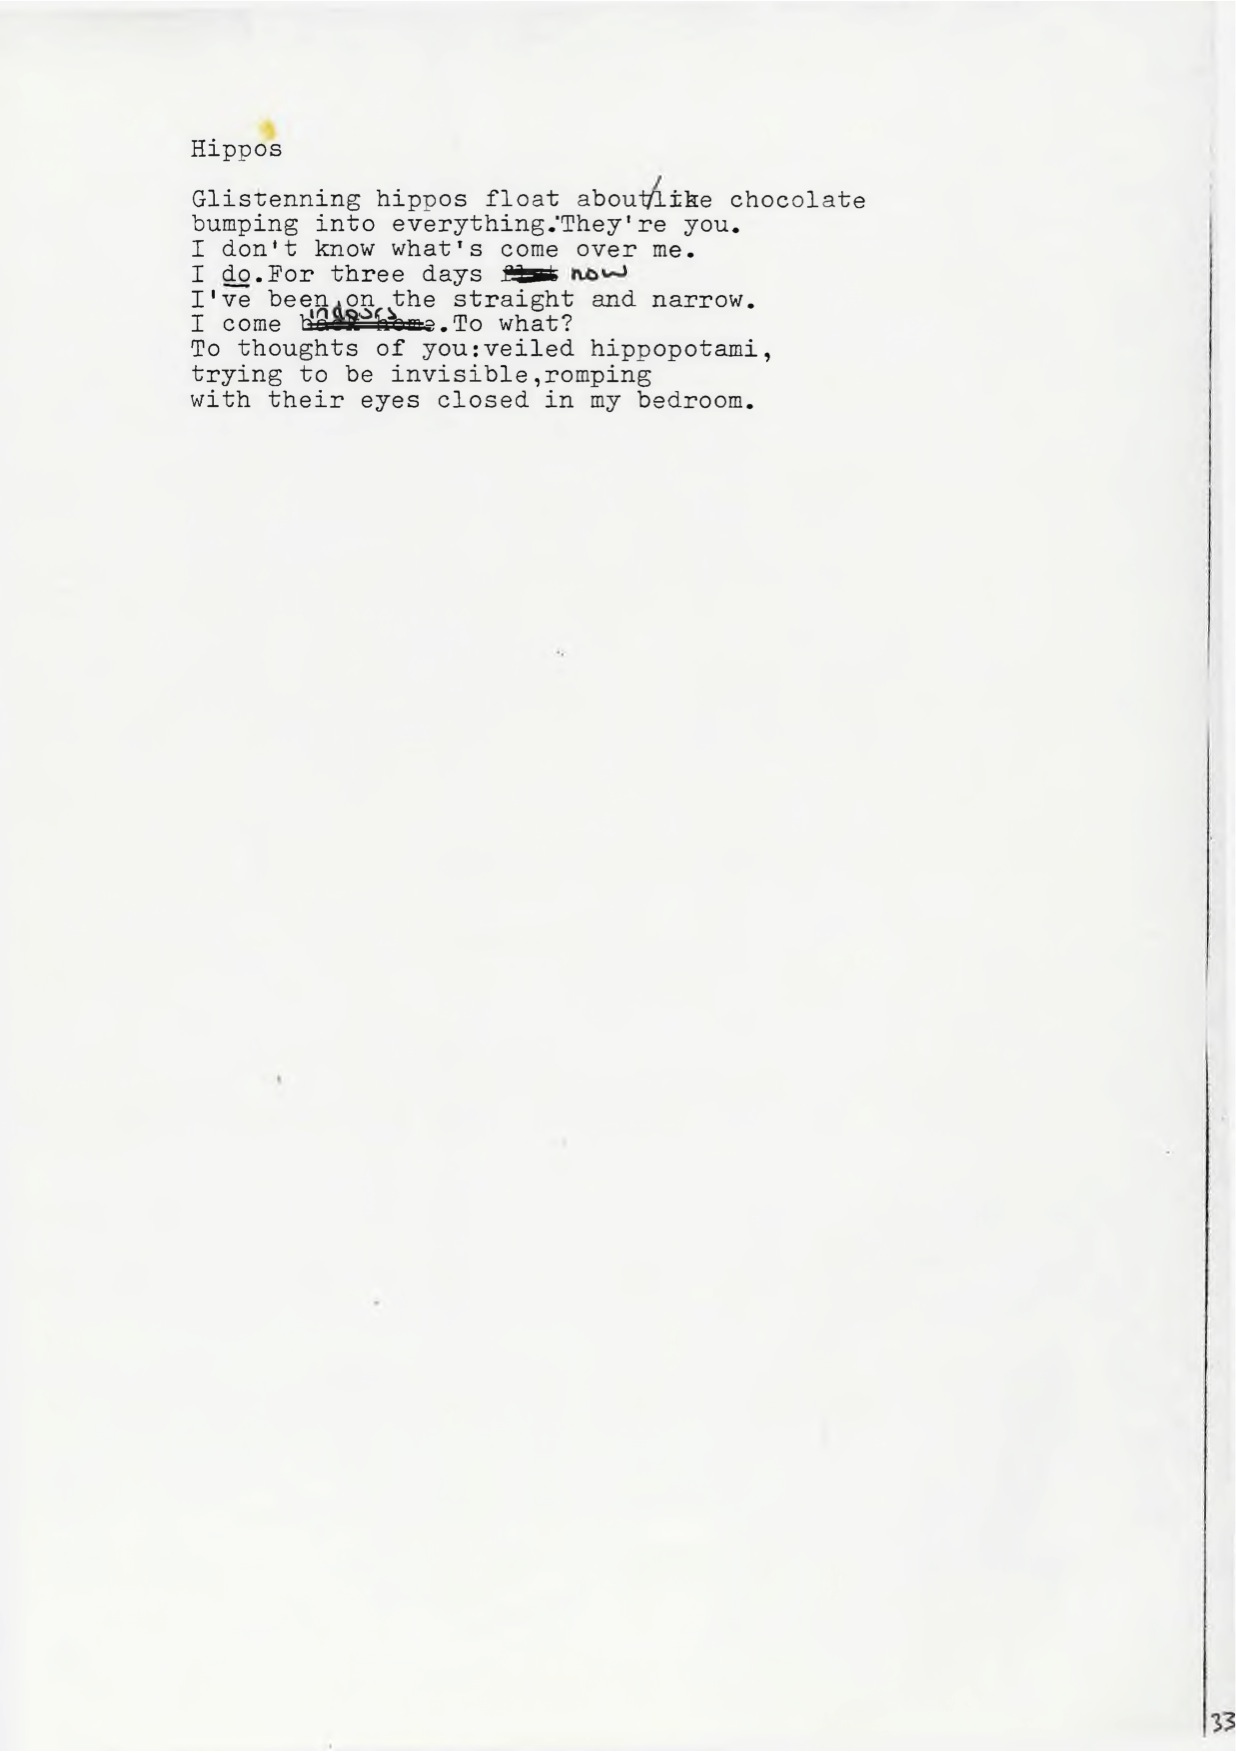 Hippos
Glistenning hippos float about/like chocolate
bumping into everything. They're you.
I don't know what's come over me.
I do.For three days now
I've been on the straight and narrow.
I come indoors.To what?
To thoughts of you:veiled hippopotami,
trying to be invisible,romping
with their eyes closed in my bedroom.
33